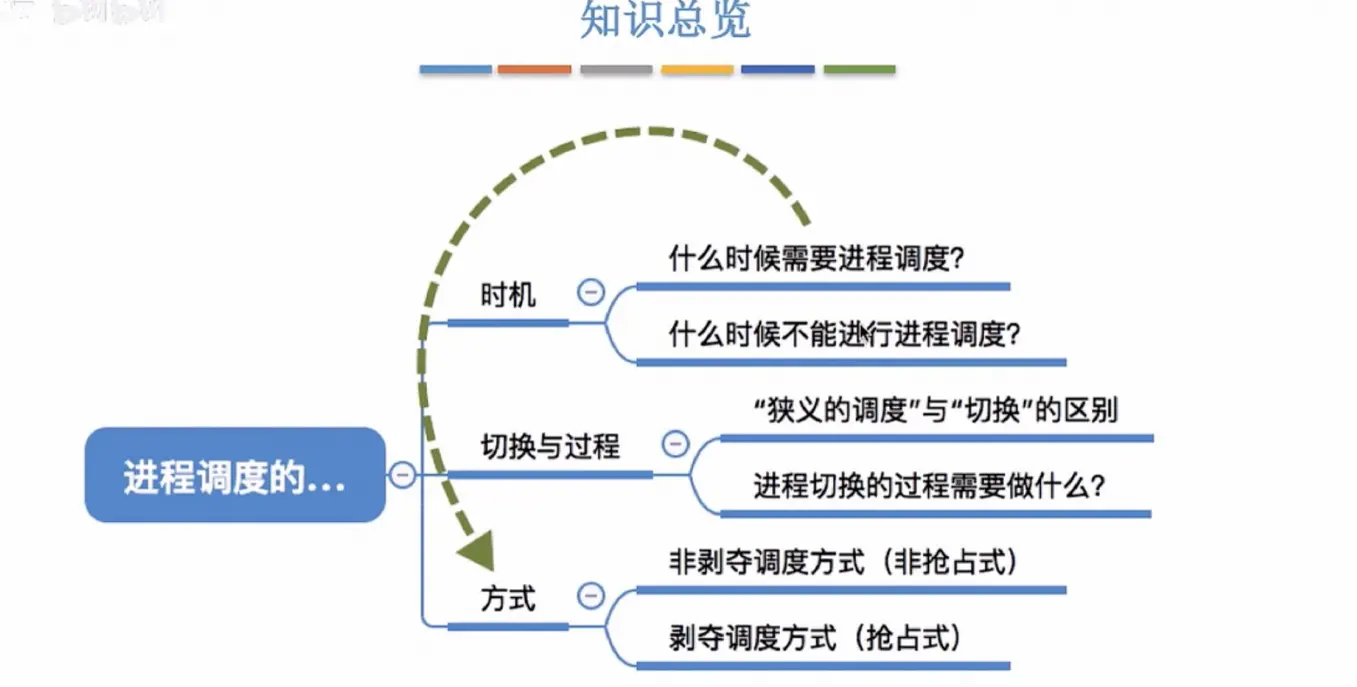 知识总览
什么时候需要进程调度?
时机
什么时候不能进行进程调度?
“狭义的调度”与“切换”的区别
切换与过程
进程调度的...
进程切换的过程需要做什么?
非剥夺调度方式（非抢占式）
方式
剥夺调度方式（抢占式）